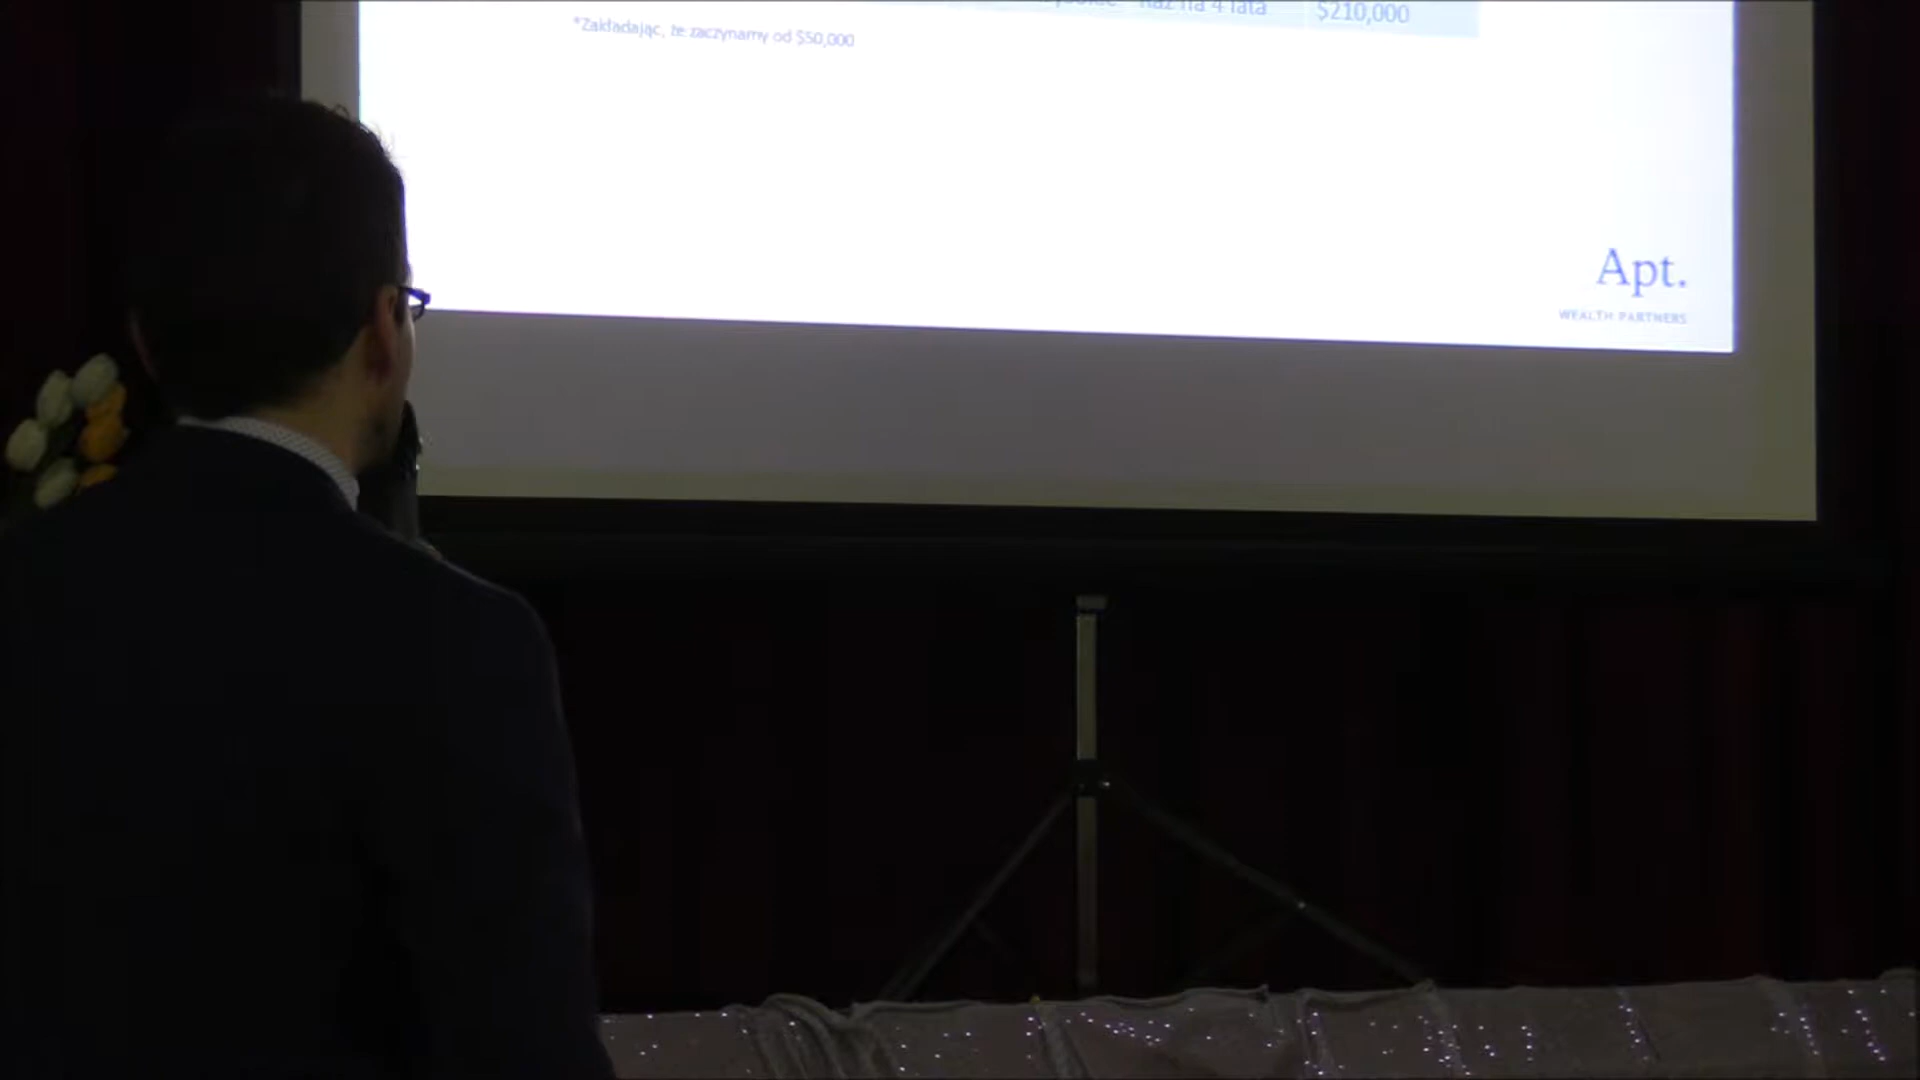 Raz na 4 lata $210,000
*Zakładając, że zaczynamy od $50,000
Apt.
WEALTH PARTNERS